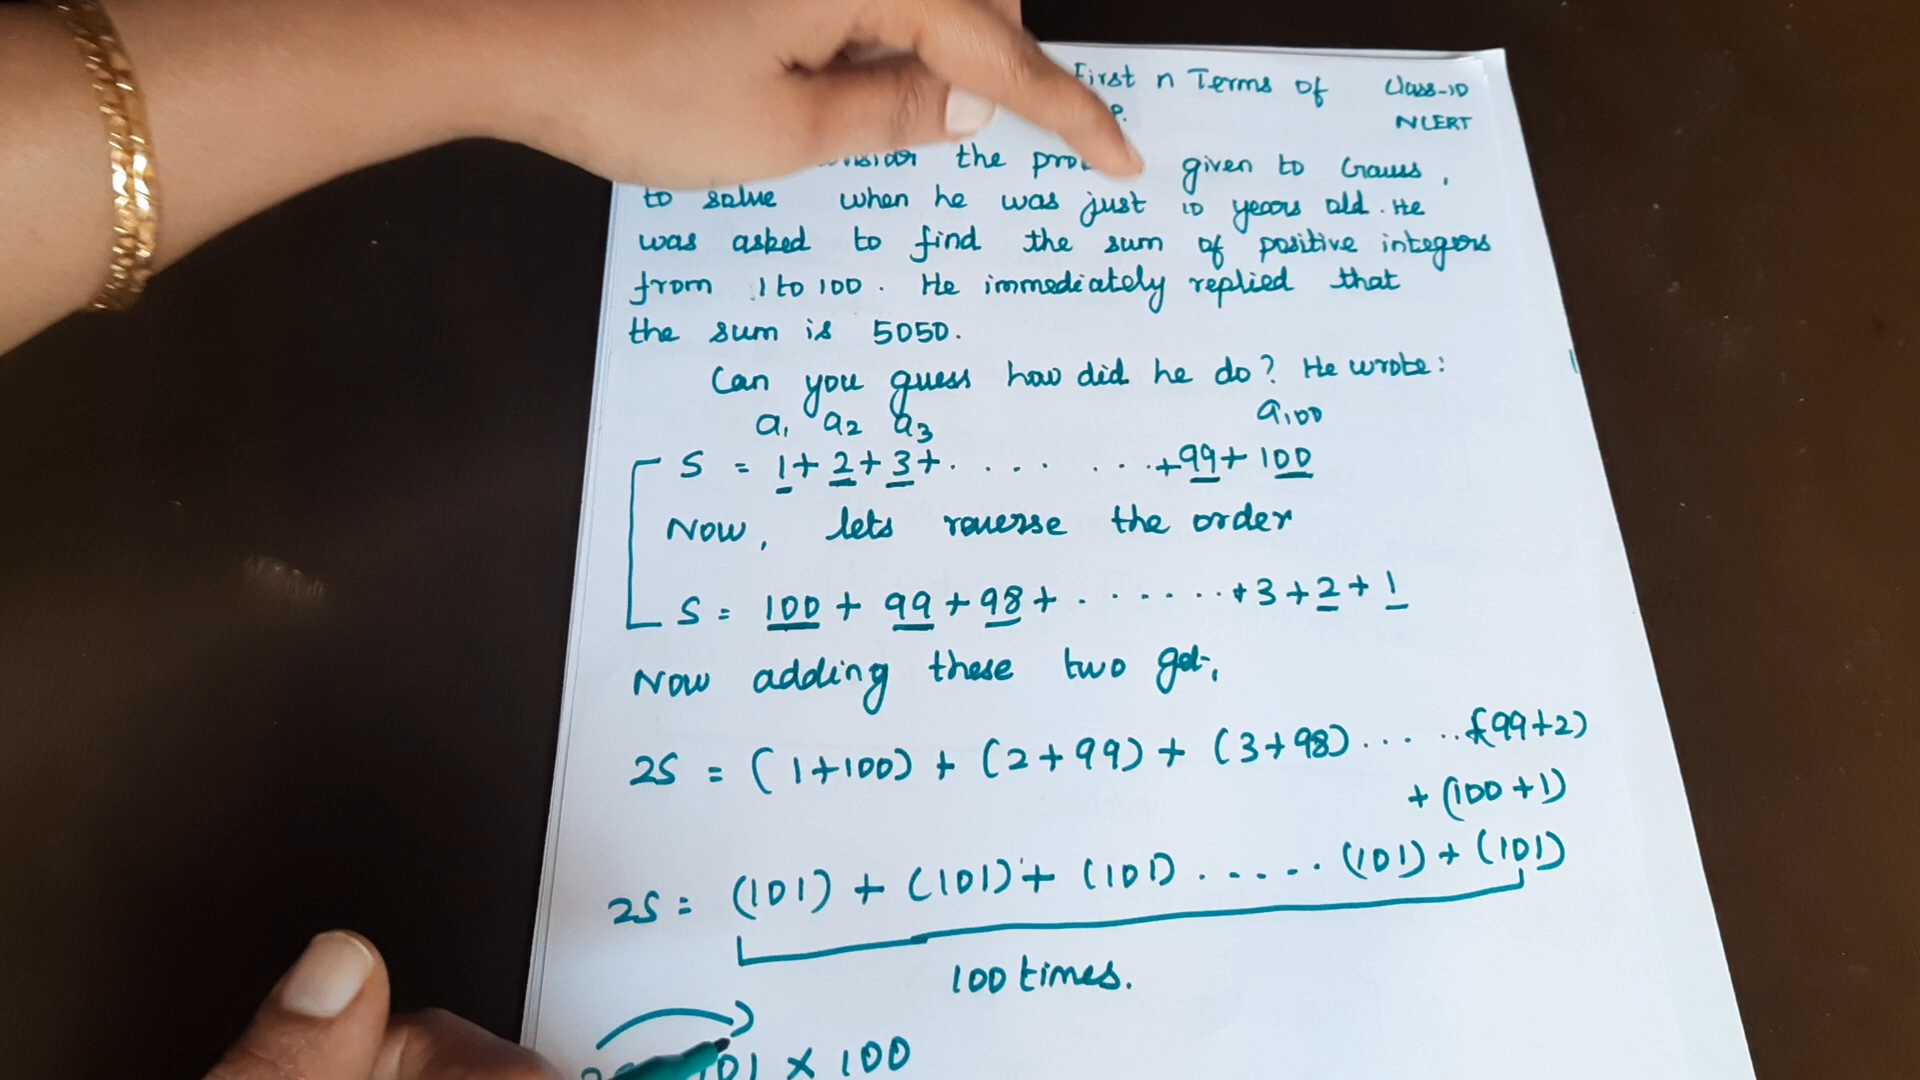 First n Terms of
Class-10
P.
NCERT
the given to Gauss,
to solve when he was just 10 years old. He
was asked to find the sum of positive integers
from 1 to 100. He immediately replied that
the sum is 5050.
Can you guess how did he do? He wrote:
a1 a2 a3 a100
S = 1+2+3+. . . . . . .+99+100
Now, lets reverse the order
S = 100+99+98+. . . . . . .+3+2+1
Now adding these two get,
2S = (1+100)+(2+99)+(3+98). . . . .+(99+2)
+(100+1)
2S = (101)+(101)+(101). . . . . .(101)+(101)
100 times.
101 × 100